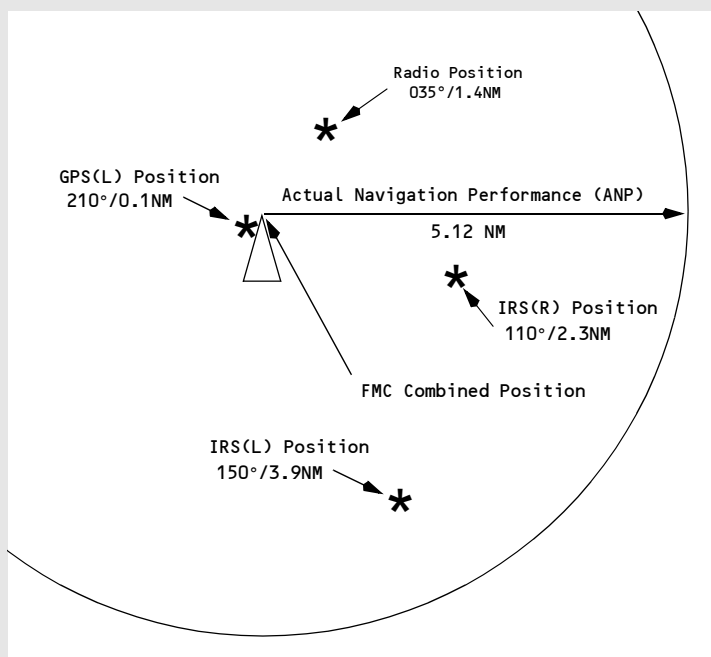 Radio Position
035°/1.4NM
GPS(L) Position
210°/0.1NM
Actual Navigation Performance (ANP)
5.12 NM
IRS(R) Position
110°/2.3NM
FMC Combined Position
IRS(L) Position
150°/3.9NM